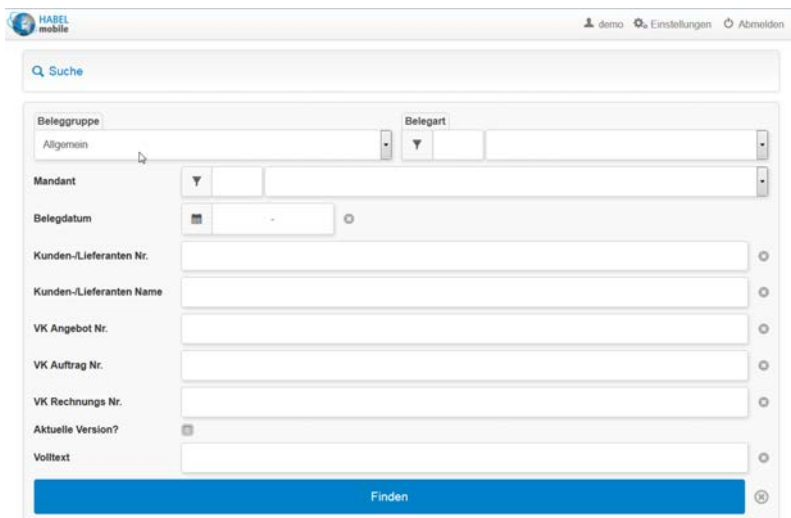 HABEL
mobile
demo Einstellungen Abmelden
Suche
Beleggruppe Belegart
Allgemein
Mandant
Belegdatum -
Kunden-/Lieferanten Nr.
Kunden-/Lieferanten Name
VK Angebot Nr.
VK Auftrag Nr.
VK Rechnungs Nr.
Aktuelle Version?
Volltext
Finden